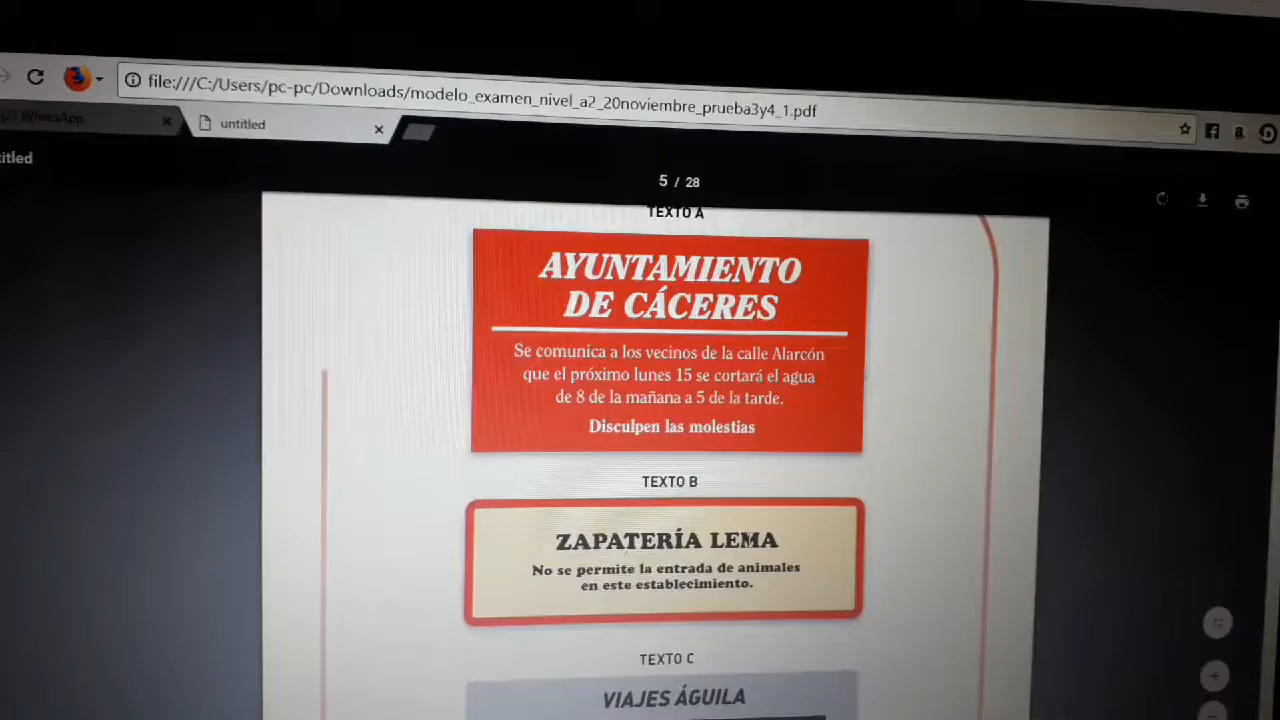 file:///C:/Users/pc-pc/Downloads/modelo_examen_nivel_a2_20noviembre_prueba3y4_1.pdf
WhatsApp
untitled
titled
5 / 28
TEXTO A
AYUNTAMIENTO
DE CÁCERES
Se comunica a los vecinos de la calle Alarcón
que el próximo lunes 15 se cortará el agua
de 8 de la mañana a 5 de la tarde.
Disculpen las molestias
TEXTO B
ZAPATERÍA LEMA
No se permite la entrada de animales
en este establecimiento.
TEXTO C
VIAJES ÁGUILA